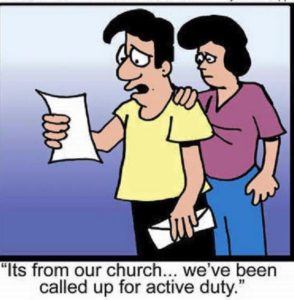 "Its from our church... we've been
called up for active duty."